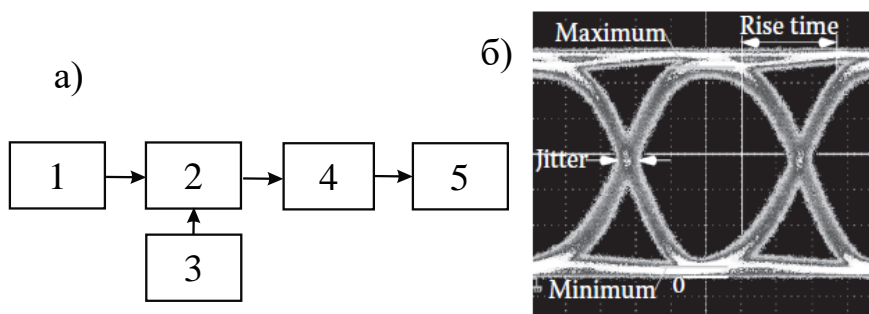 а)
1
2
3
4
5
б)
Maximum
Rise time
Jitter
Minimum
0